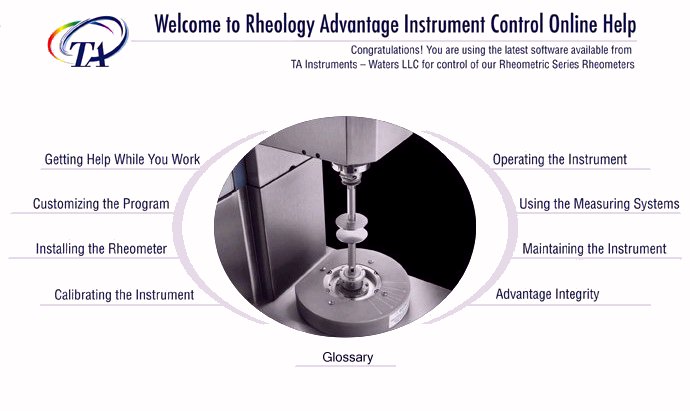 TA
Welcome to Rheology Advantage Instrument Control Online Help
Congratulations! You are using the latest software available from
TA Instruments – Waters LLC for control of our Rheometric Series Rheometers
Getting Help While You Work
Customizing the Program
Installing the Rheometer
Calibrating the Instrument
Operating the Instrument
Using the Measuring Systems
Maintaining the Instrument
Advantage Integrity
Glossary